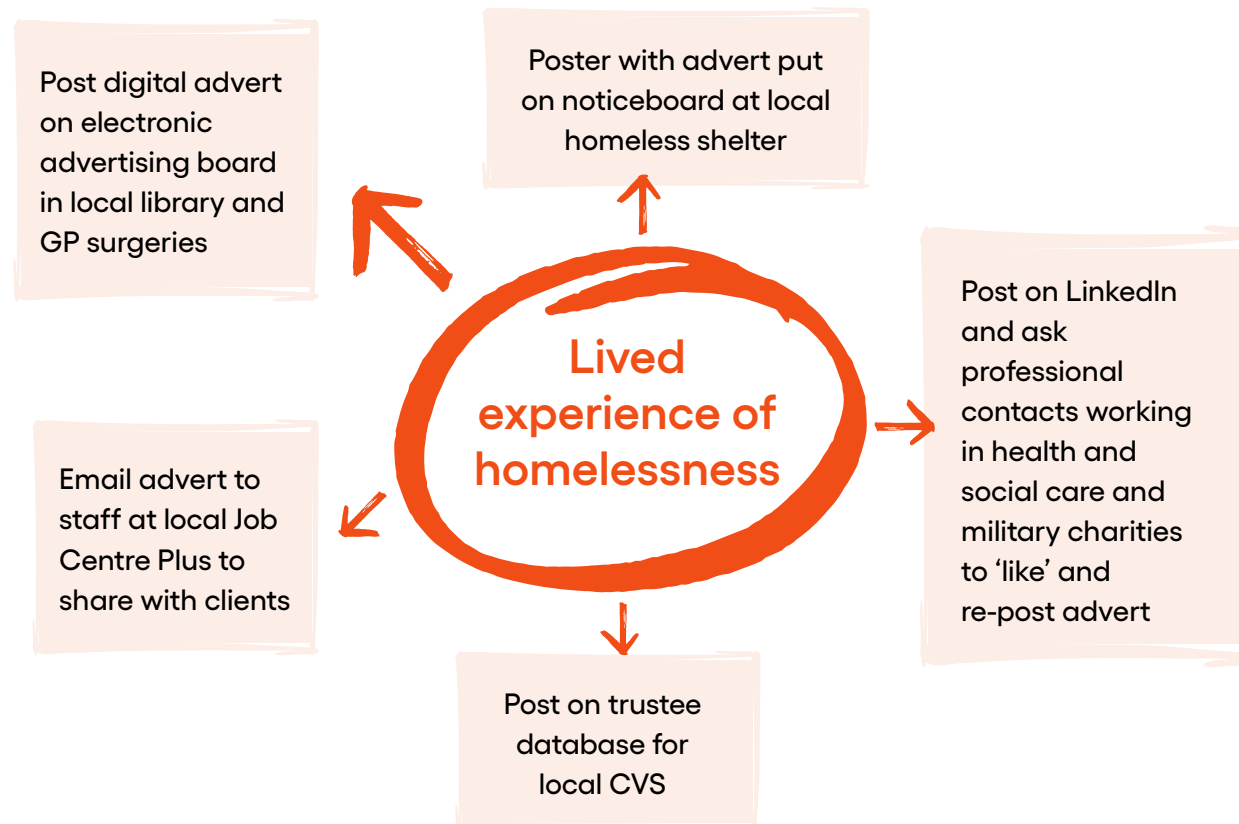 Post digital advert
on electronic
advertising board
in local library and
GP surgeries
Poster with advert put
on noticeboard at local
homeless shelter
Post on LinkedIn
and ask
professional
contacts working
in health and
social care and
military charities
to ‘like’ and
re-post advert
Lived
experience of
homelessness
Email advert to
staff at local Job
Centre Plus to
share with clients
Post on trustee
database for
local CVS